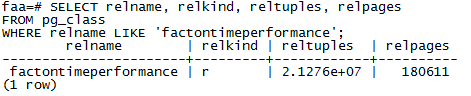 faa=# SELECT relname, relkind, reltuples, relpages
FROM pg_class
WHERE relname LIKE 'factontimeperformance';
        relname        | relkind | reltuples  | relpages
-----------------------+---------+------------+----------
 factontimeperformance | r       | 2.1276e+07 |   180611
(1 row)